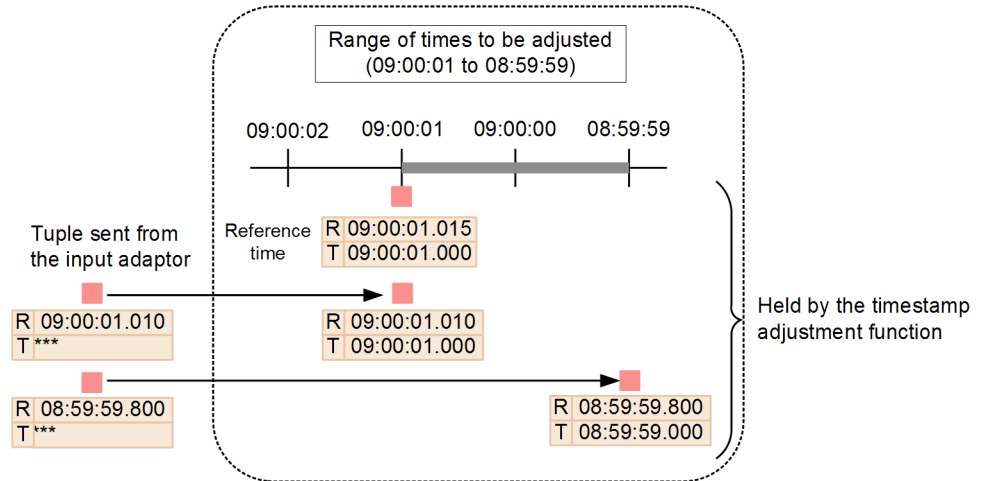 Range of times to be adjusted
(09:00:01 to 08:59:59)
09:00:02
09:00:01
09:00:00
08:59:59
Reference
time
R 09:00:01.015
T 09:00:01.000
Tuple sent from
the input adaptor
R 09:00:01.010
T ***
R 09:00:01.010
T 09:00:01.000
R 08:59:59.800
T ***
R 08:59:59.800
T 08:59:59.000
Held by the timestamp
adjustment function